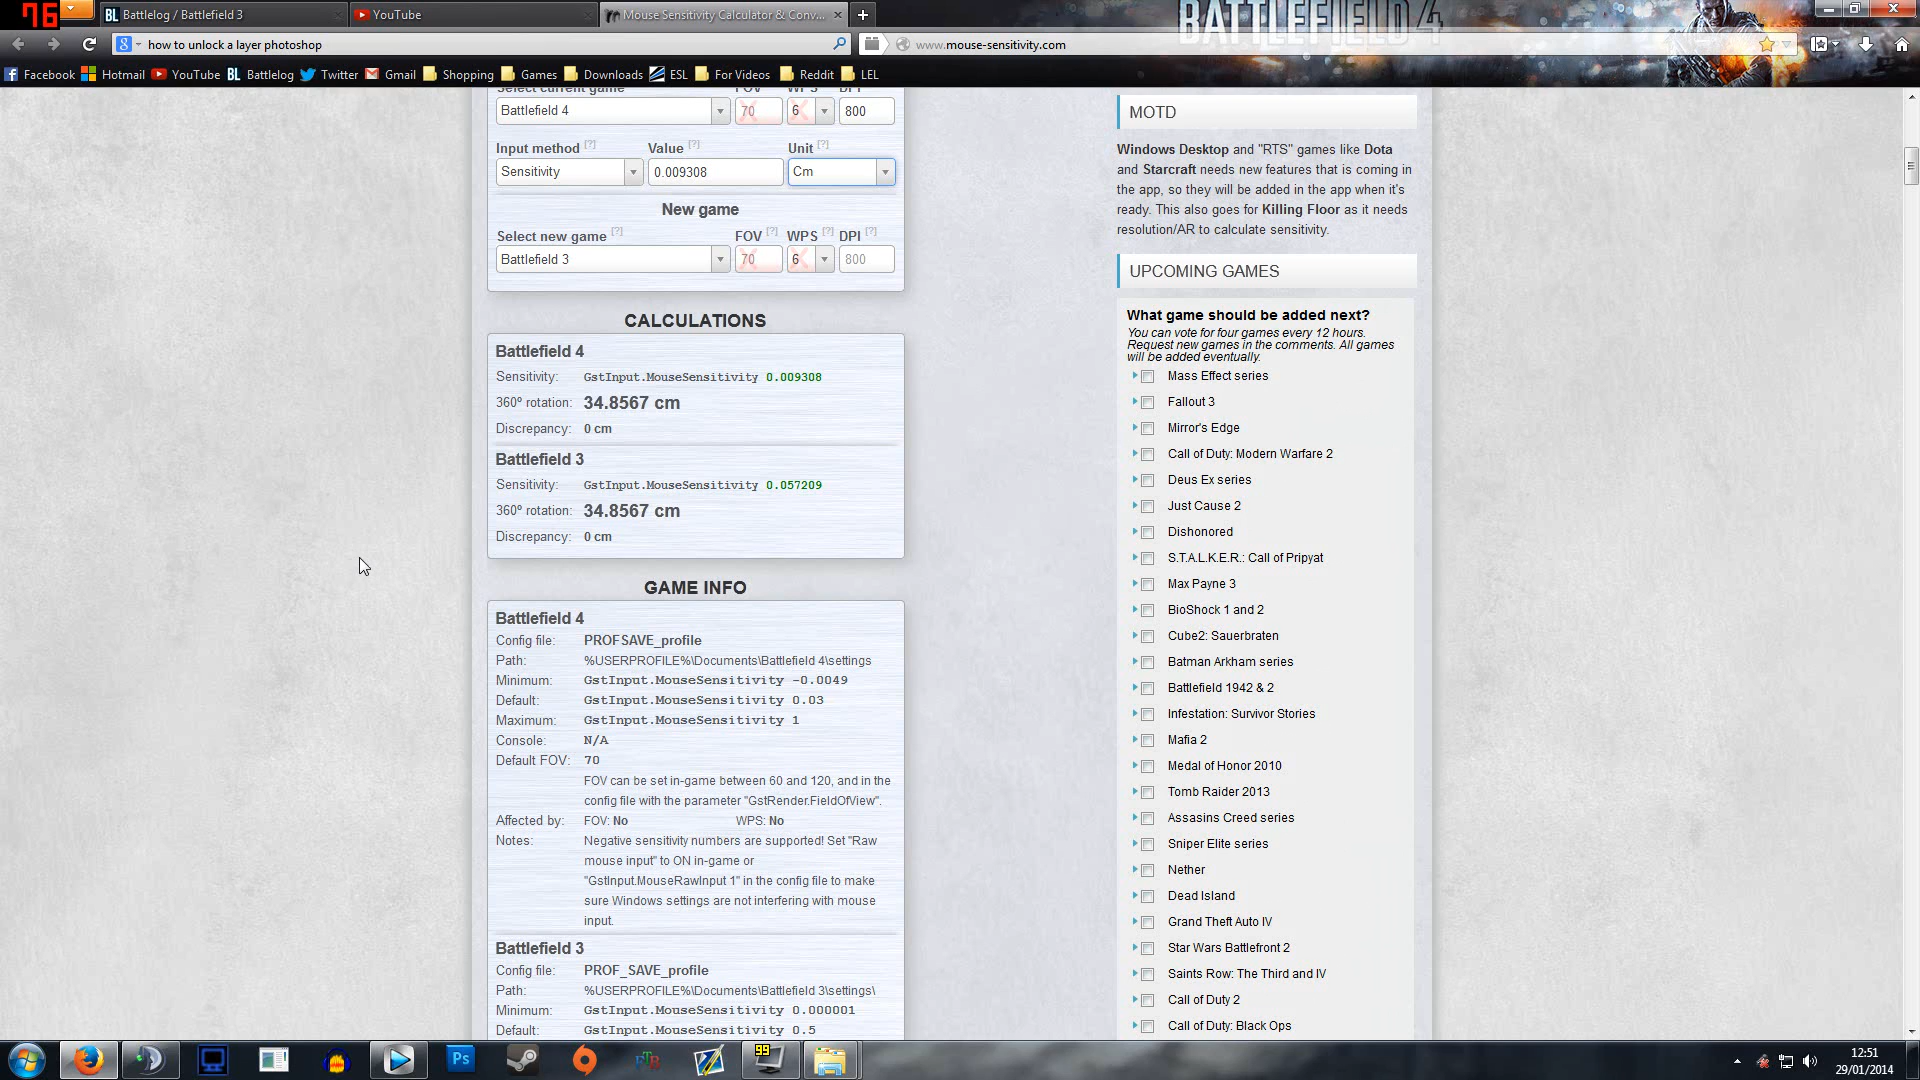 76
BL Battlelog / Battlefield 3
YouTube
Mouse Sensitivity Calculator & Conv...
BATTLEFIELD 4
how to unlock a layer photoshop
www.mouse-sensitivity.com
Facebook Hotmail YouTube BL Battlelog Twitter Gmail Shopping Games Downloads ESL For Videos Reddit LEL
Select current game FOV WPS DPI
Battlefield 4 70 6 800
Input method [?] Value [?] Unit [?]
Sensitivity 0.009308 Cm
New game
Select new game [?] FOV [?] WPS [?] DPI [?]
Battlefield 3 70 6 800
CALCULATIONS
Battlefield 4
Sensitivity: GstInput.MouseSensitivity 0.009308
360º rotation: 34.8567 cm
Discrepancy: 0 cm
Battlefield 3
Sensitivity: GstInput.MouseSensitivity 0.057209
360º rotation: 34.8567 cm
Discrepancy: 0 cm
GAME INFO
Battlefield 4
Config file: PROFSAVE_profile
Path: %USERPROFILE%\Documents\Battlefield 4\settings
Minimum: GstInput.MouseSensitivity -0.0049
Default: GstInput.MouseSensitivity 0.03
Maximum: GstInput.MouseSensitivity 1
Console: N/A
Default FOV: 70
FOV can be set in-game between 60 and 120, and in the
config file with the parameter "GstRender.FieldOfView".
Affected by: FOV: No WPS: No
Notes: Negative sensitivity numbers are supported! Set "Raw
mouse input" to ON in-game or
"GstInput.MouseRawInput 1" in the config file to make
sure Windows settings are not interfering with mouse
input.
Battlefield 3
Config file: PROF_SAVE_profile
Path: %USERPROFILE%\Documents\Battlefield 3\settings\
Minimum: GstInput.MouseSensitivity 0.000001
Default: GstInput.MouseSensitivity 0.5
MOTD
Windows Desktop and "RTS" games like Dota
and Starcraft needs new features that is coming in
the app, so they will be added in the app when it's
ready. This also goes for Killing Floor as it needs
resolution/AR to calculate sensitivity.
UPCOMING GAMES
What game should be added next?
You can vote for four games every 12 hours.
Request new games in the comments. All games
will be added eventually.
Mass Effect series
Fallout 3
Mirror's Edge
Call of Duty: Modern Warfare 2
Deus Ex series
Just Cause 2
Dishonored
S.T.A.L.K.E.R.: Call of Pripyat
Max Payne 3
BioShock 1 and 2
Cube2: Sauerbraten
Batman Arkham series
Battlefield 1942 & 2
Infestation: Survivor Stories
Mafia 2
Medal of Honor 2010
Tomb Raider 2013
Assasins Creed series
Sniper Elite series
Nether
Dead Island
Grand Theft Auto IV
Star Wars Battlefront 2
Saints Row: The Third and IV
Call of Duty 2
Call of Duty: Black Ops
Ps
99
12:51
29/01/2014